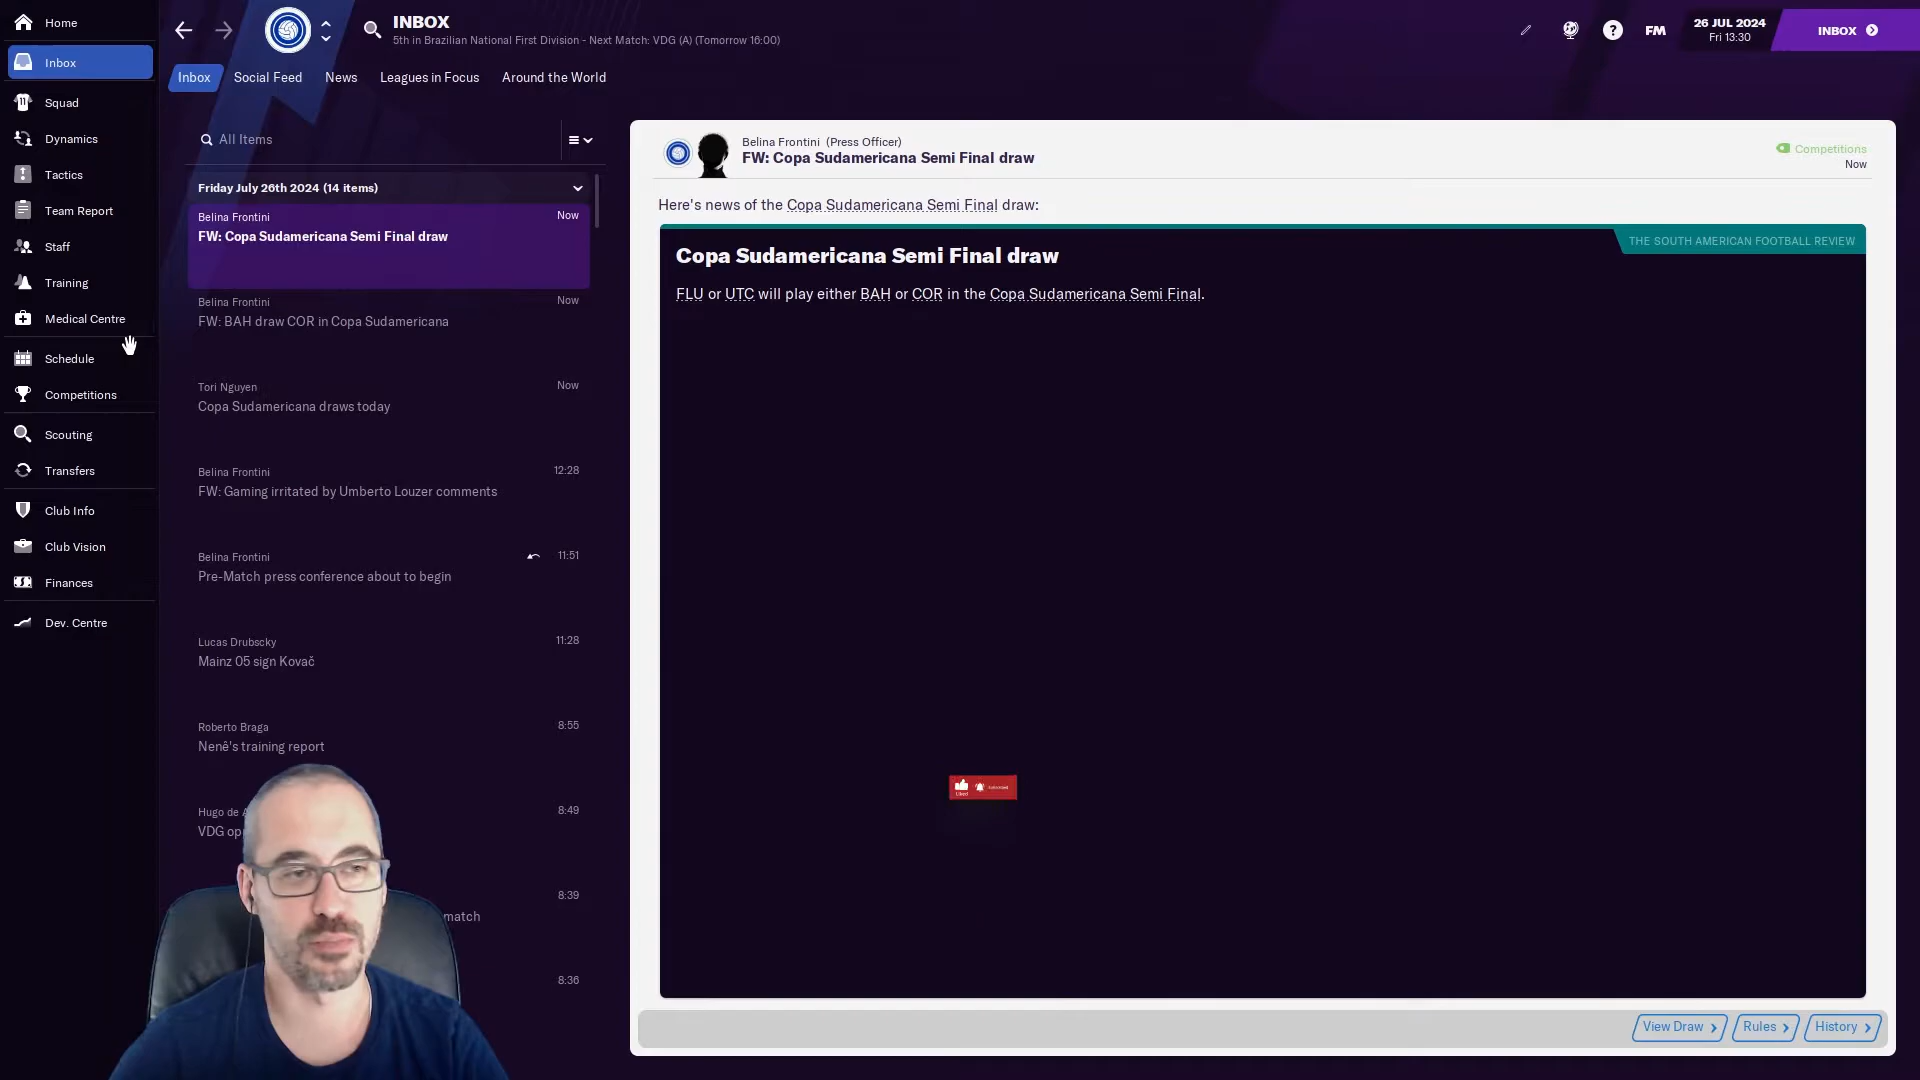 Home
Inbox
Squad
Dynamics
Tactics
Team Report
Staff
Training
Medical Centre
Schedule
Competitions
Scouting
Transfers
Club Info
Club Vision
Finances
Dev. Centre
INBOX
5th in Brazilian National First Division - Next Match: VDG (A) (Tomorrow 16:00)
FM
26 JUL 2024
Fri 13:30
INBOX
Inbox Social Feed News Leagues in Focus Around the World
All Items
Friday July 26th 2024 (14 items)
Belina Frontini Now
FW: Copa Sudamericana Semi Final draw
Belina Frontini Now
FW: BAH draw COR in Copa Sudamericana
Tori Nguyen Now
Copa Sudamericana draws today
Belina Frontini 12:28
FW: Gaming irritated by Umberto Louzer comments
Belina Frontini 11:51
Pre-Match press conference about to begin
Lucas Drubscky 11:28
Mainz 05 sign Kovač
Roberto Braga 8:55
Nenê's training report
Hugo de 8:49
VDG
8:39
match
8:36
Belina Frontini (Press Officer)
FW: Copa Sudamericana Semi Final draw
Competitions
Now
Here's news of the Copa Sudamericana Semi Final draw:
THE SOUTH AMERICAN FOOTBALL REVIEW
Copa Sudamericana Semi Final draw
FLU or UTC will play either BAH or COR in the Copa Sudamericana Semi Final.
View Draw
Rules
History